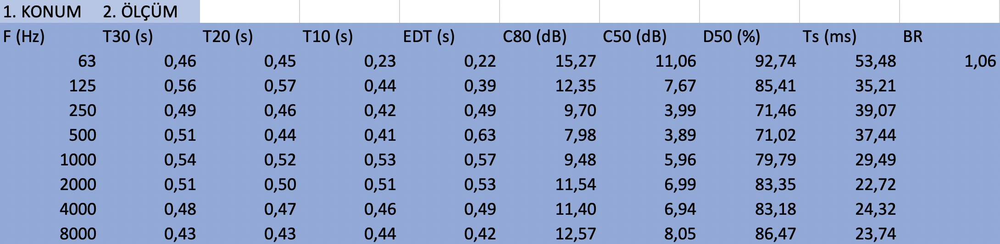 1. KONUM 2. ÖLÇÜM
F (Hz) T30 (s) T20 (s) T10 (s) EDT (s) C80 (dB) C50 (dB) D50 (%) Ts (ms) BR
63 0,46 0,45 0,23 0,22 15,27 11,06 92,74 53,48 1,06
125 0,56 0,57 0,44 0,39 12,35 7,67 85,41 35,21
250 0,49 0,46 0,42 0,49 9,70 3,99 71,46 39,07
500 0,51 0,44 0,41 0,63 7,98 3,89 71,02 37,44
1000 0,54 0,52 0,53 0,57 9,48 5,96 79,79 29,49
2000 0,51 0,50 0,51 0,53 11,54 6,99 83,35 22,72
4000 0,48 0,47 0,46 0,49 11,40 6,94 83,18 24,32
8000 0,43 0,43 0,44 0,42 12,57 8,05 86,47 23,74